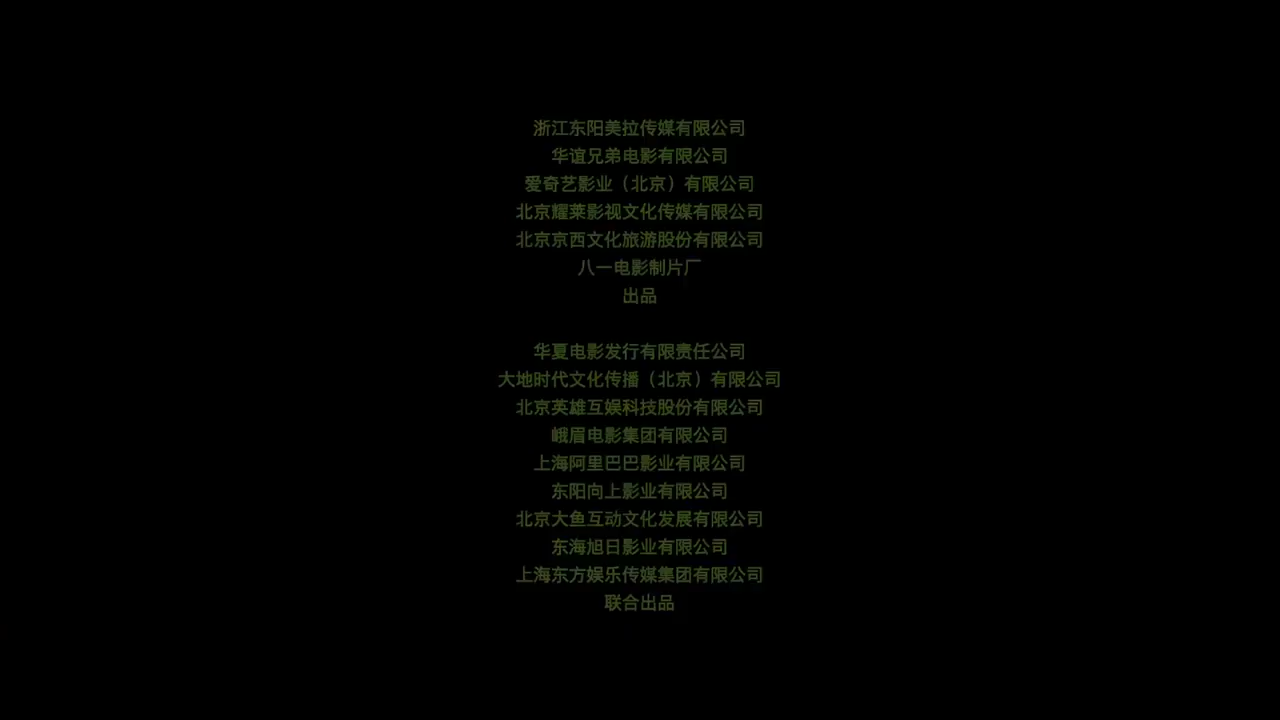 浙江东阳美拉传媒有限公司
华谊兄弟电影有限公司
爱奇艺影业（北京）有限公司
北京耀莱影视文化传媒有限公司
北京京西文化旅游股份有限公司
八一电影制片厂
出品
华夏电影发行有限责任公司
大地时代文化传播（北京）有限公司
北京英雄互娱科技股份有限公司
峨眉电影集团有限公司
上海阿里巴巴影业有限公司
东阳向上影业有限公司
北京大鱼互动文化发展有限公司
东海旭日影业有限公司
上海东方娱乐传媒集团有限公司
联合出品